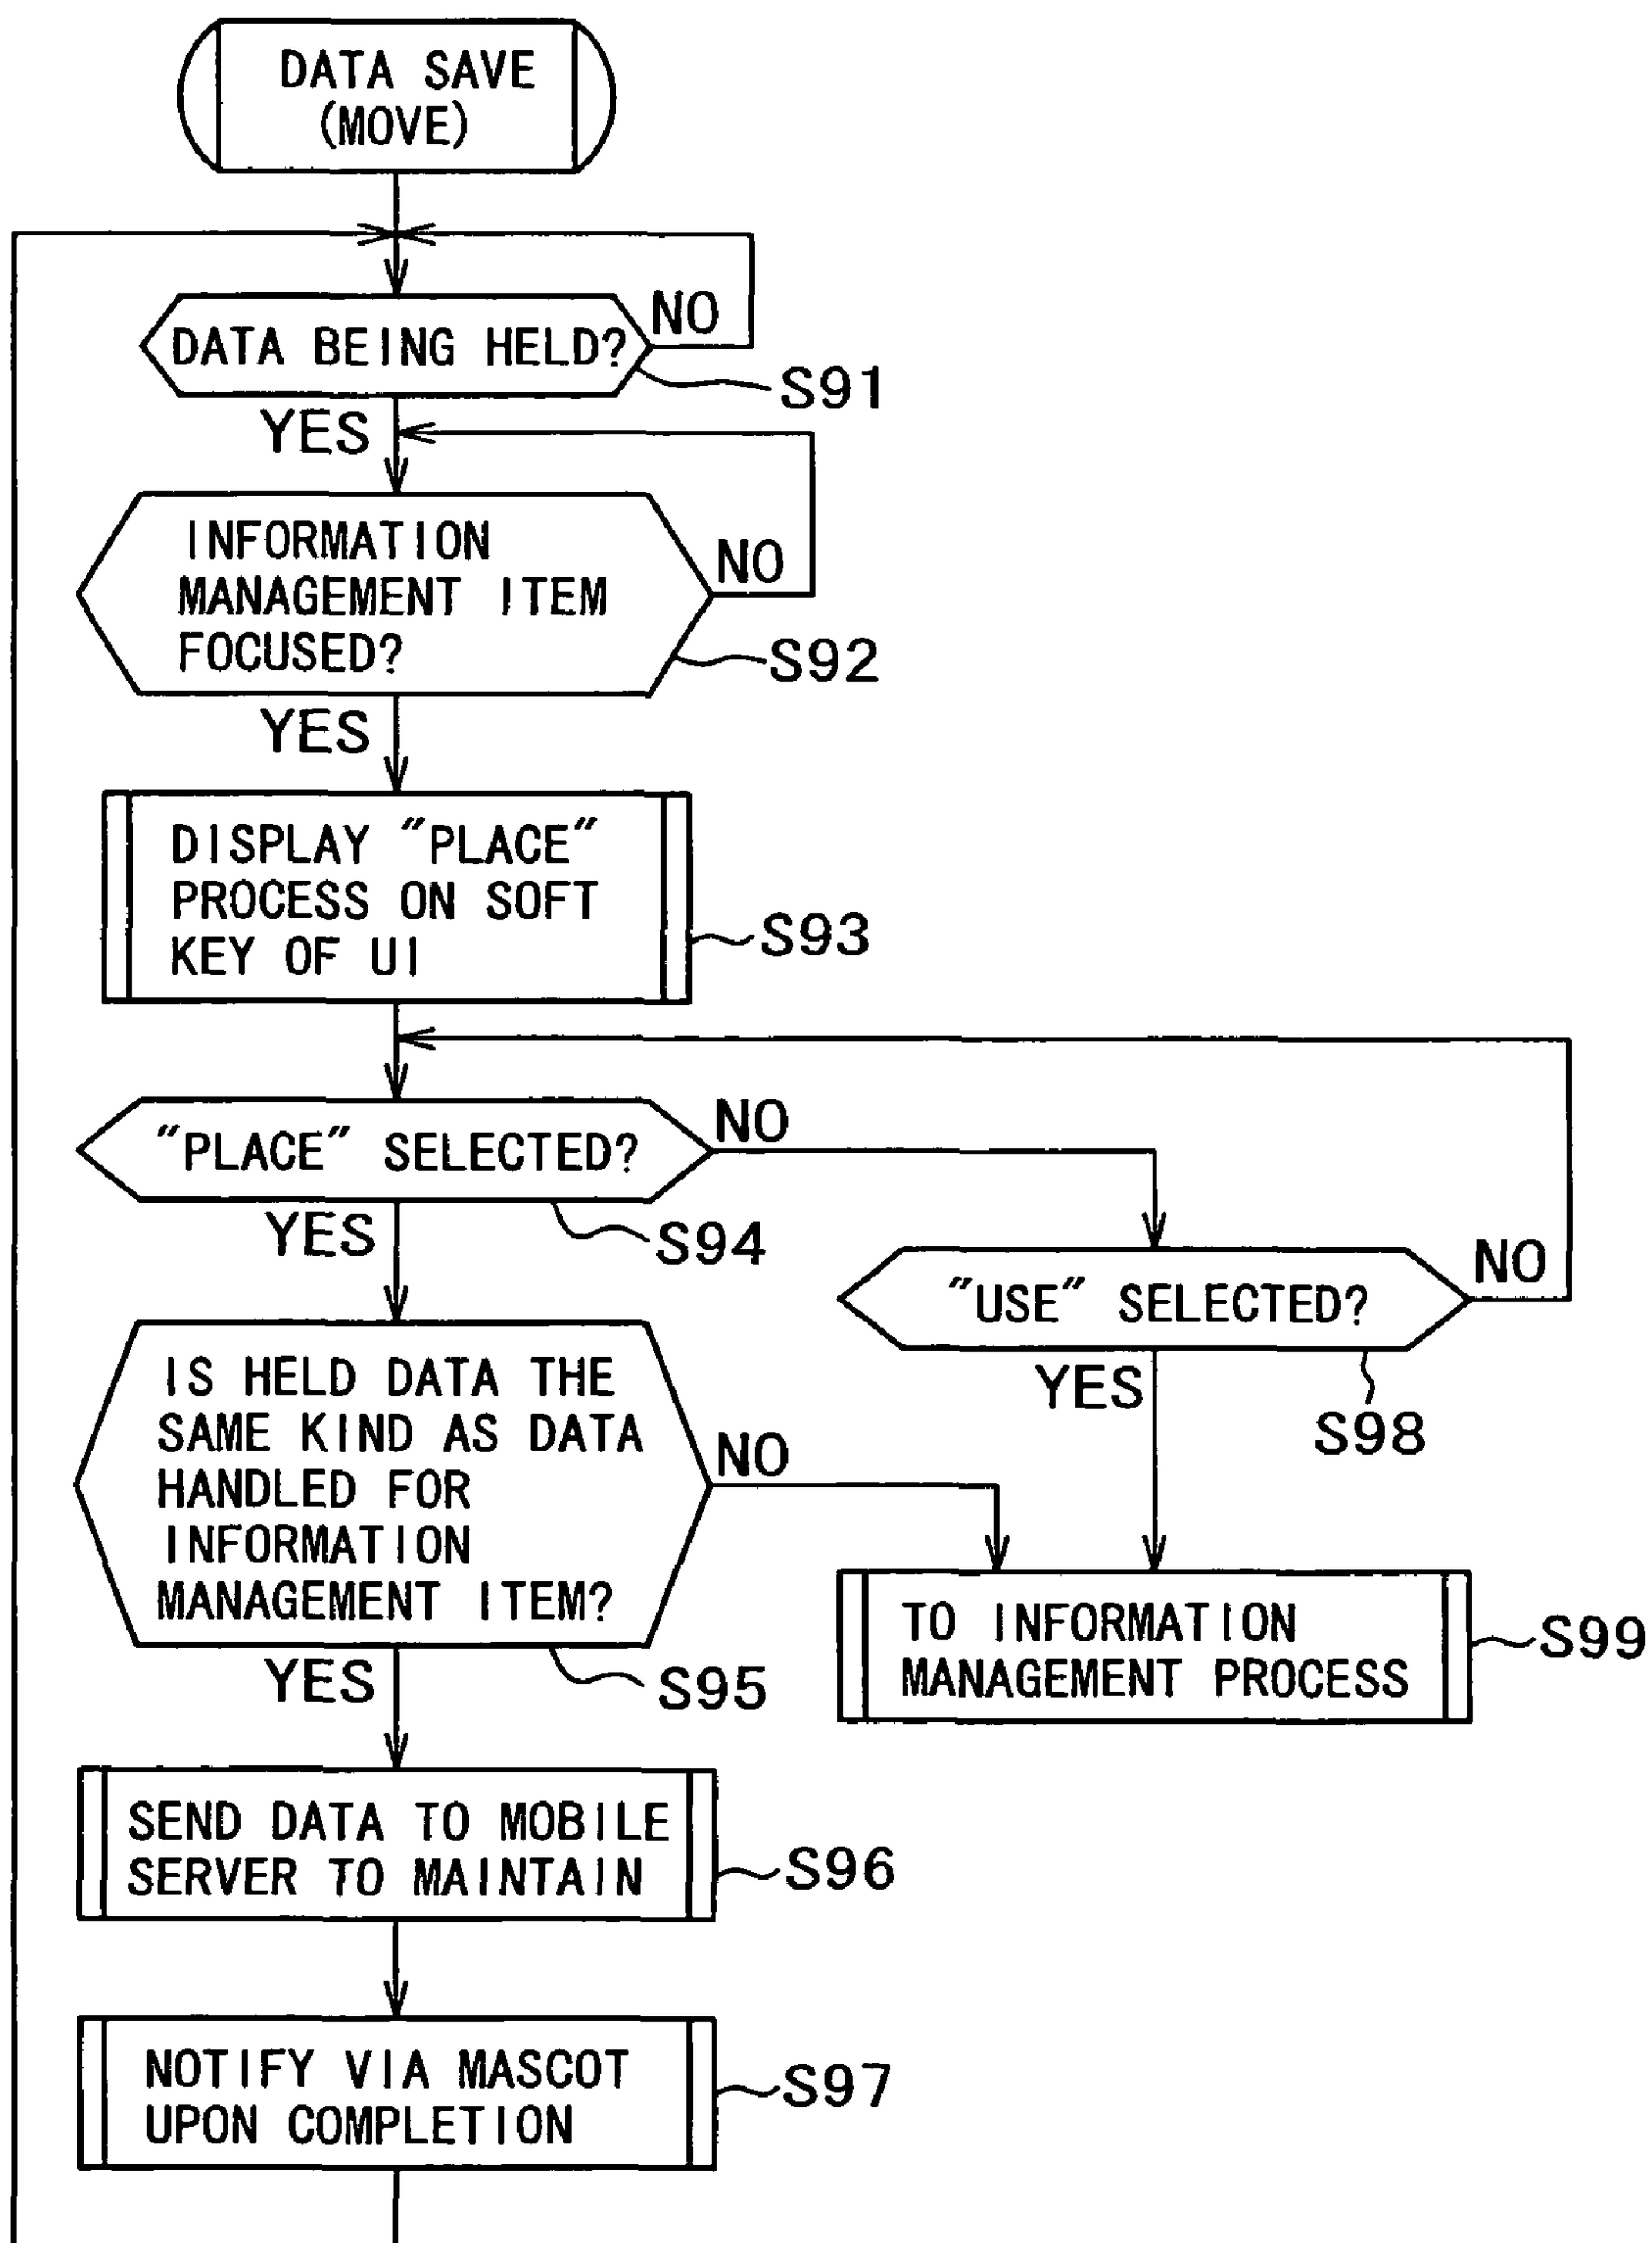 DATA SAVE
(MOVE)
DATA BEING HELD?
NO
S91
YES
INFORMATION
MANAGEMENT ITEM
FOCUSED?
NO
S92
YES
DISPLAY "PLACE"
PROCESS ON SOFT
KEY OF UI
S93
"PLACE" SELECTED?
NO
S94
YES
"USE" SELECTED?
NO
S98
YES
IS HELD DATA THE
SAME KIND AS DATA
HANDLED FOR
INFORMATION
MANAGEMENT ITEM?
NO
S95
YES
TO INFORMATION
MANAGEMENT PROCESS
S99
SEND DATA TO MOBILE
SERVER TO MAINTAIN
S96
NOTIFY VIA MASCOT
UPON COMPLETION
S97